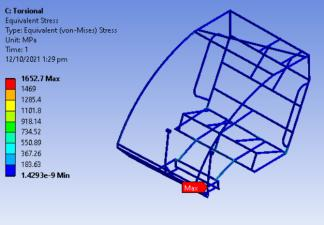 C: Torsional
Equivalent Stress
Type: Equivalent (von-Mises) Stress
Unit: MPa
Time: 1
12/10/2021 1:29 pm
1652.7 Max
1469
1285.4
1101.8
918.14
734.52
550.89
367.26
183.63
1.4293e-9 Min
Max